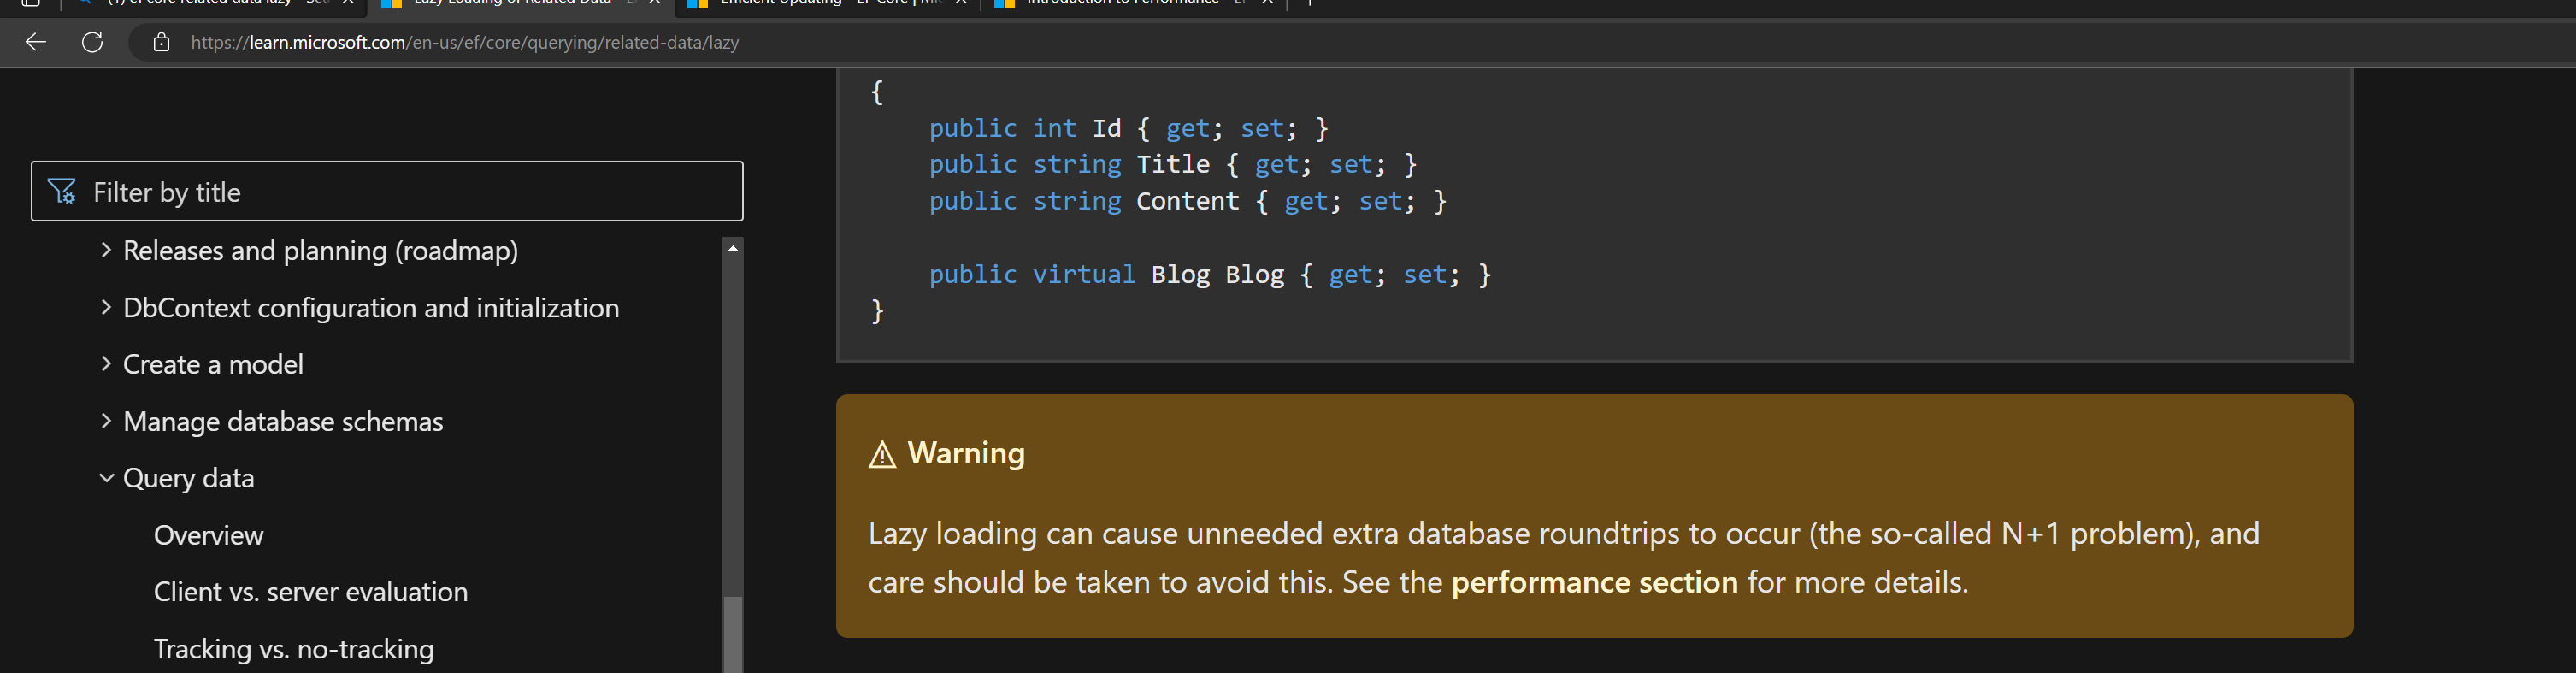 https://learn.microsoft.com/en-us/ef/core/querying/related-data/lazy
Filter by title
Releases and planning (roadmap)
DbContext configuration and initialization
Create a model
Manage database schemas
Query data
Overview
Client vs. server evaluation
Tracking vs. no-tracking
{
public int Id { get; set; }
public string Title { get; set; }
public string Content { get; set; }
public virtual Blog Blog { get; set; }
}
Warning
Lazy loading can cause unneeded extra database roundtrips to occur (the so-called N+1 problem), and
care should be taken to avoid this. See the performance section for more details.